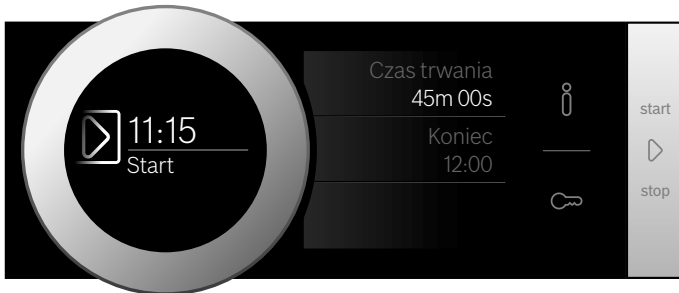 11:15
Start
Czas trwania
45m 00s
Koniec
12:00
start
stop